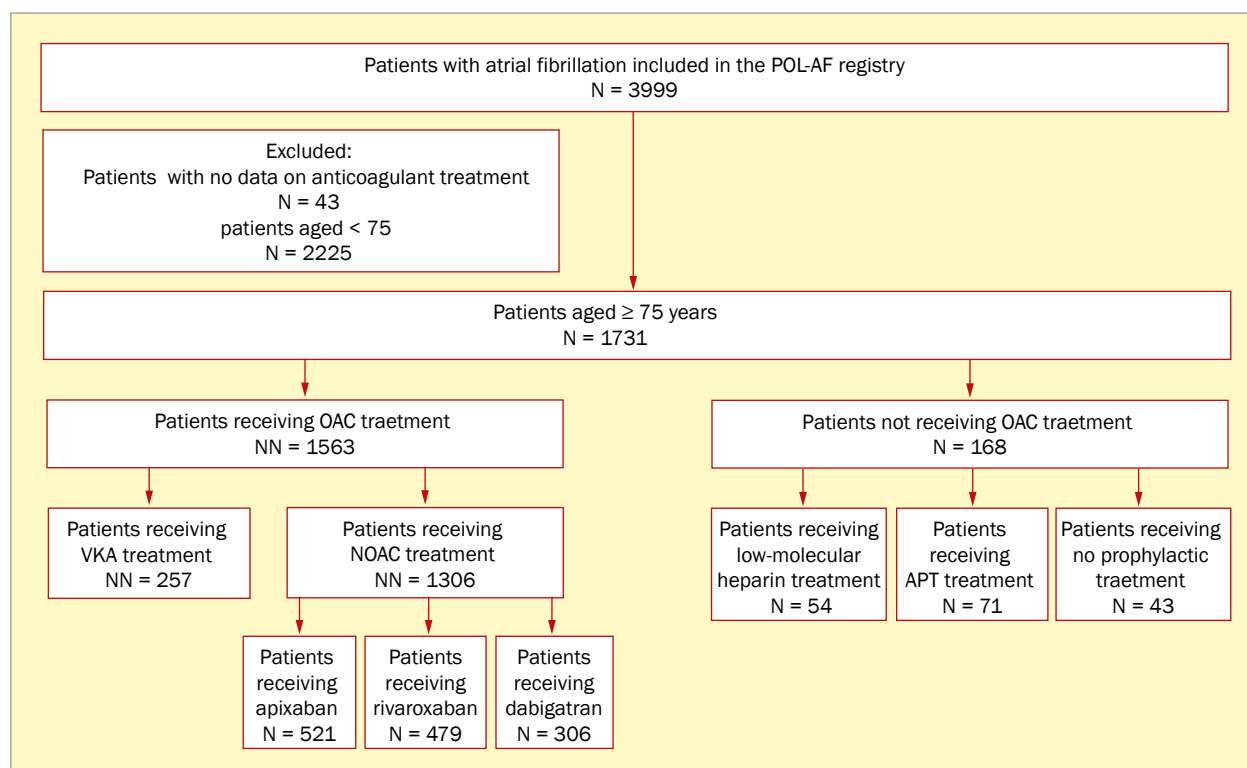 Patients with atrial fibrillation included in the POL-AF registry
N = 3999
Excluded:
Patients with no data on anticoagulant treatment
N = 43
patients aged < 75
N = 2225
Patients aged ≥ 75 years
N = 1731
Patients receiving OAC traetment
NN = 1563
Patients not receiving OAC treatment
N = 168
Patients receiving
VKA treatment
NN = 257
Patients receiving
NOAC treatment
NN = 1306
Patients receiving
low-molecular
heparin treatment
N = 54
Patients
receiving
APT treatment
N = 71
Patients receiving
no prophylactic
traetment
N = 43
Patients
receiving
apixaban
N = 521
Patients
receiving
rivaroxaban
N = 479
Patients
receiving
dabigatran
N = 306